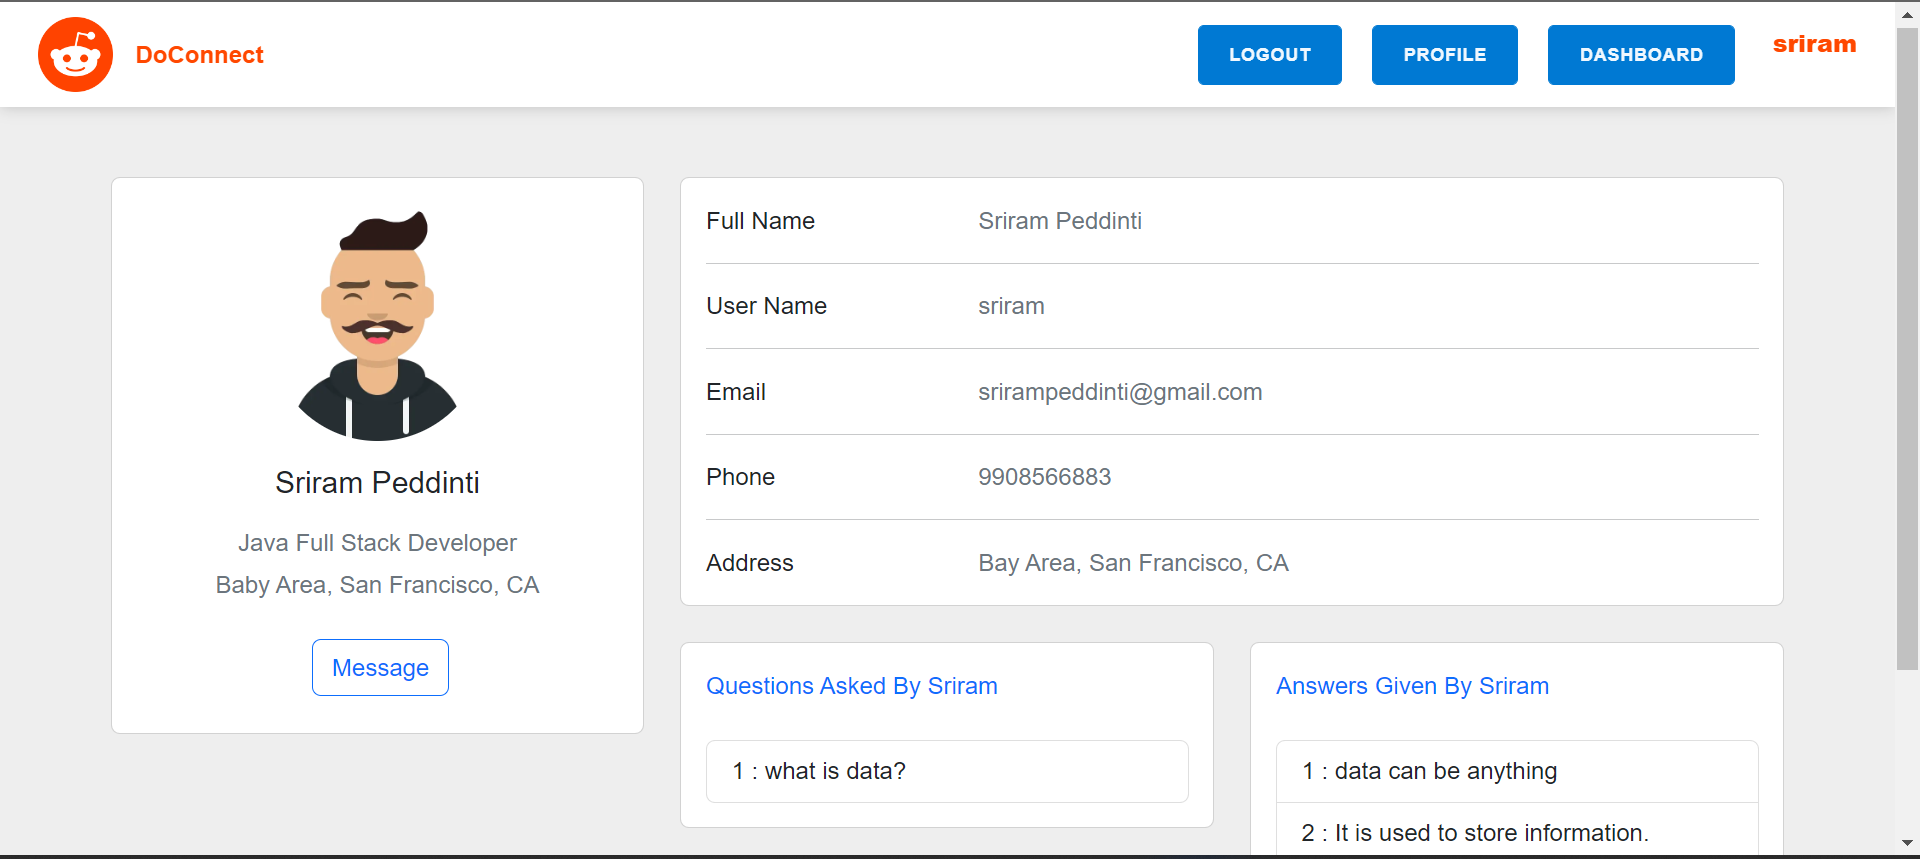 DoConnect
LOGOUT
PROFILE
DASHBOARD
sriram
Sriram Peddinti
Java Full Stack Developer
Baby Area, San Francisco, CA
Message
Full Name Sriram Peddinti
User Name sriram
Email srirampeddinti@gmail.com
Phone 9908566883
Address Bay Area, San Francisco, CA
Questions Asked By Sriram
1 : what is data?
Answers Given By Sriram
1 : data can be anything
2 : It is used to store information.